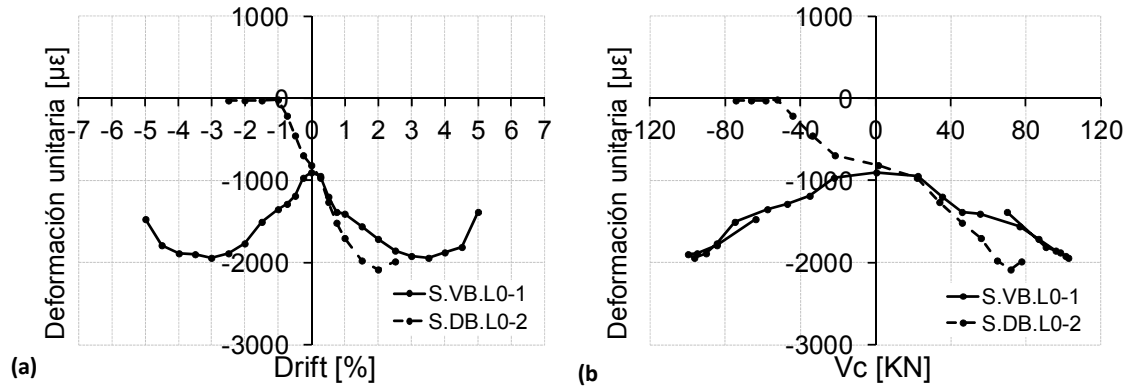 1000
0
-1000
-2000
-3000
-7 -6 -5 -4 -3 -2 -1 0 1 2 3 4 5 6 7
Deformación unitaria [με]
S.VB.L0-1
S.DB.L0-2
(a)
Drift [%]
1000
0
-1000
-2000
-3000
-120 -80 -40 0 40 80 120
Deformación unitaria [με]
S.VB.L0-1
S.DB.L0-2
(b)
Vc [KN]